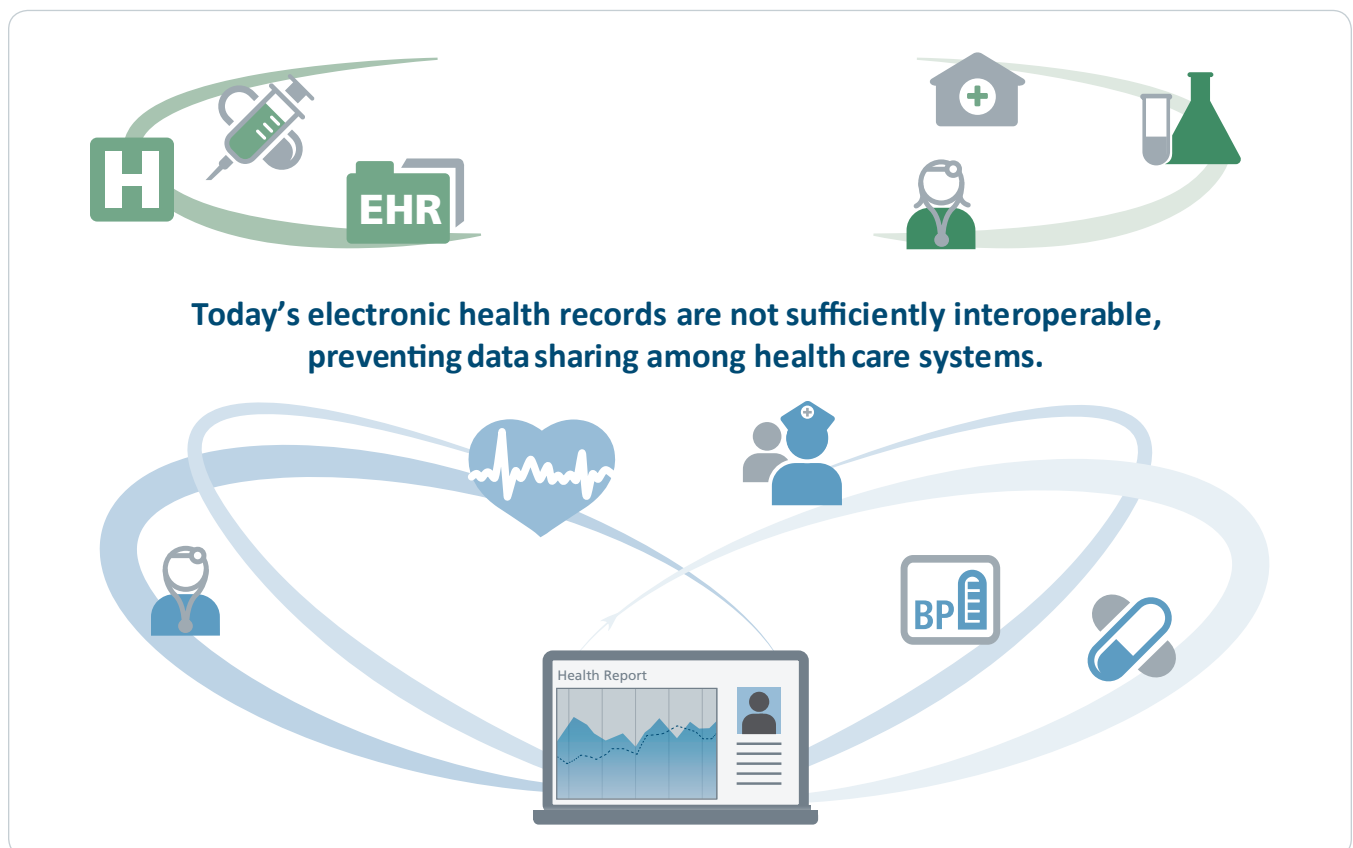 H
EHR
Today’s electronic health records are not sufficiently interoperable,
preventing data sharing among health care systems.
BP
Health Report